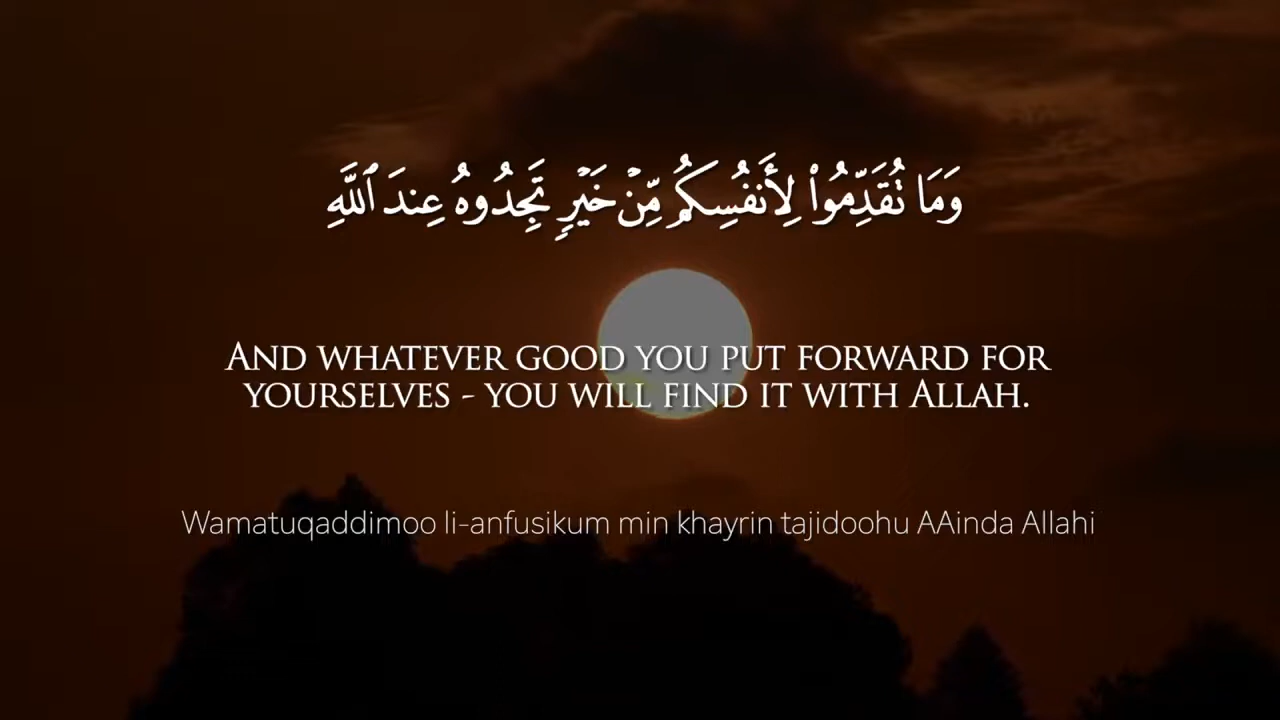 وَمَا تُقَدِّمُوا۟ لِأَنفُسِكُم مِّنْ خَيْرٍ تَجِدُوهُ عِندَ ٱللَّهِ
And whatever good you put forward for
yourselves - you will find it with Allah.
Wamatuqaddimoo li-anfusikum min khayrin tajidoohu AAinda Allahi